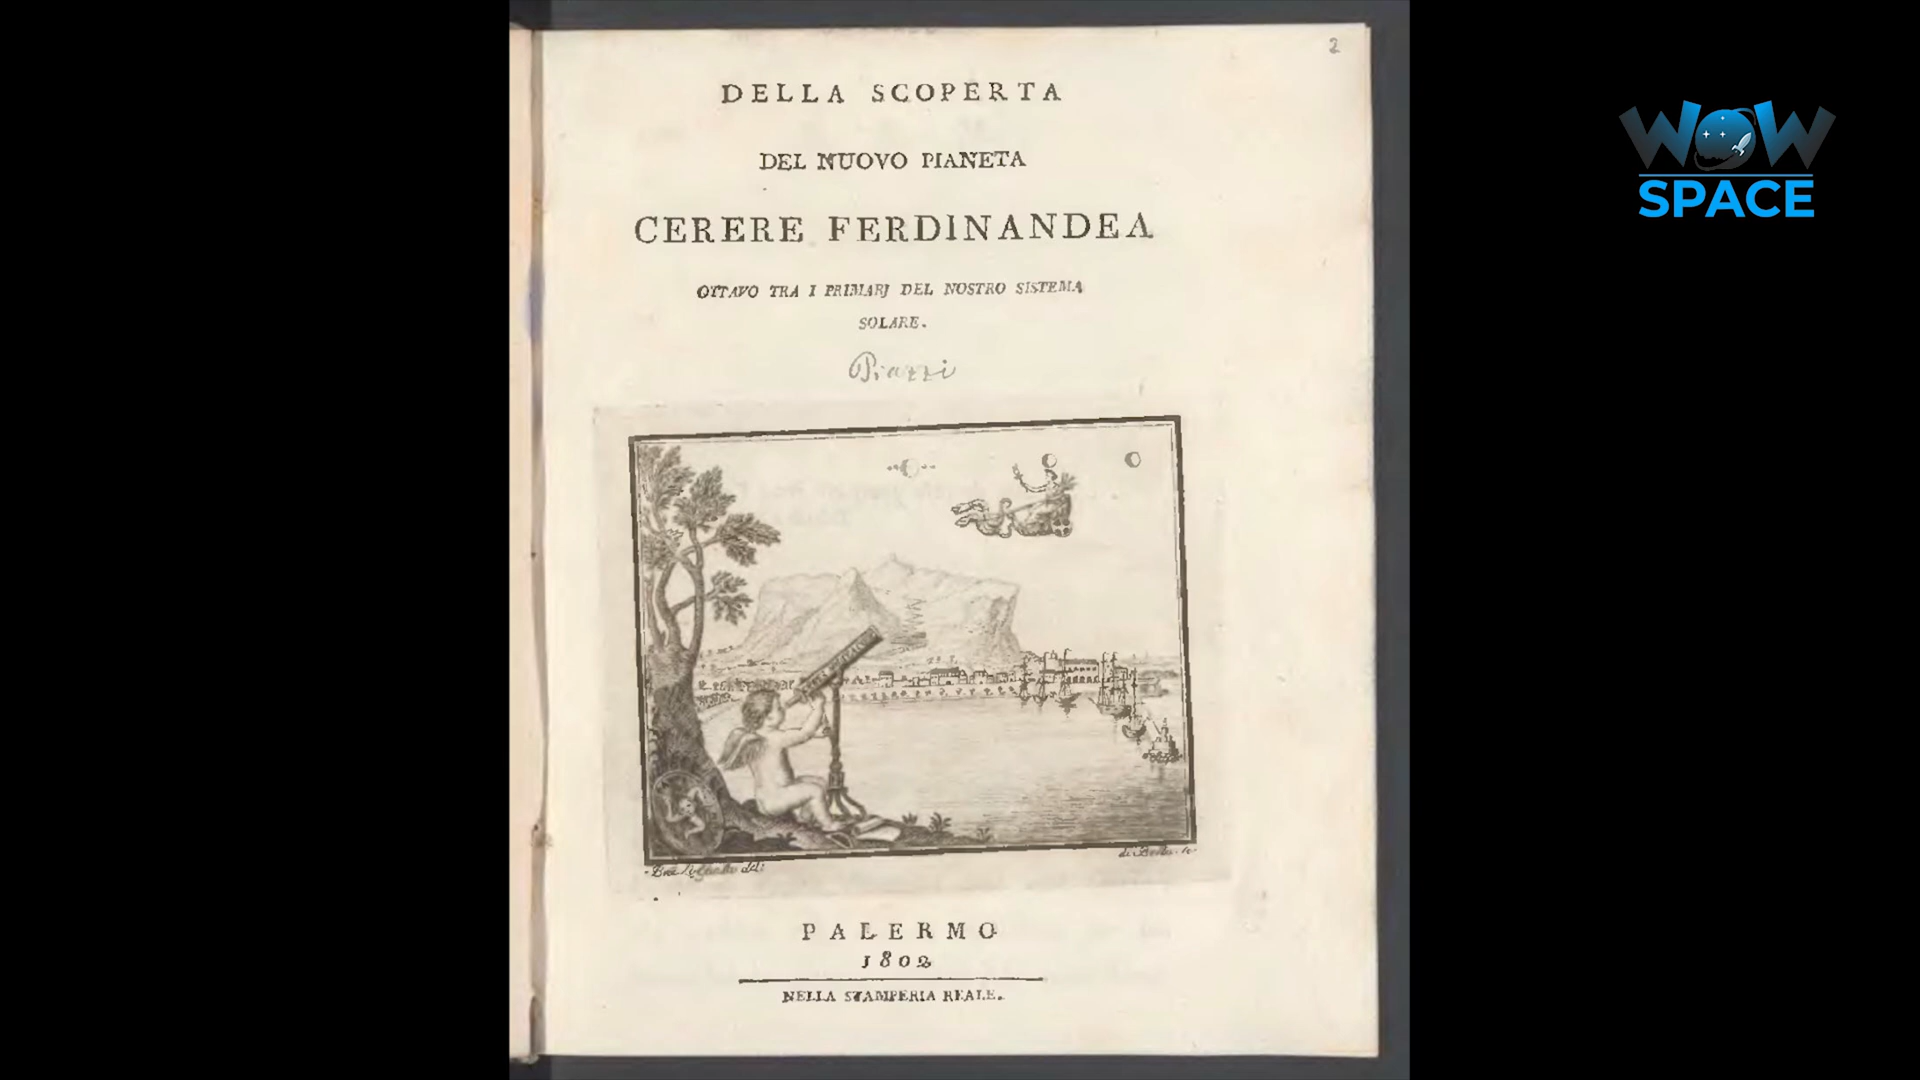 2
DELLA SCOPERTA
DEL NUOVO PIANETA
CERERE FERDINANDEA
OTTAVO TRA I PRIMARJ DEL NOSTRO SISTEMA
SOLARE.
Piazzi
PALERMO
1802
NELLA STAMPERIA REALE.
WOW
SPACE